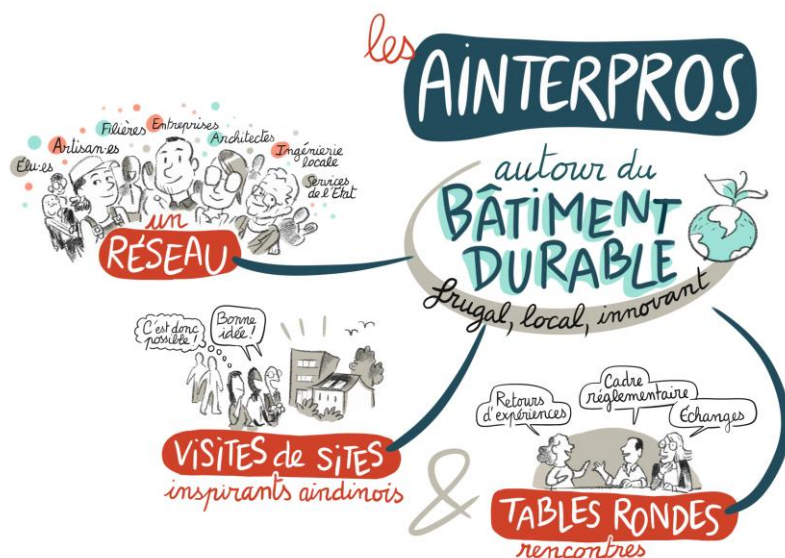 les
AINTERPROS
autour du
BÂTIMENT
DURABLE
frugal, local, innovant
Élu·es
Artisan·es
Filières
Entreprises
Architectes
Ingénierie
locale
Services
de l'État
un
RÉSEAU
C'est donc
possible !
Bonne
idée !
VISITES de SITES
inspirants aindinois
&
Retours
d'expériences
Cadre
réglementaire
Échanges
TABLES RONDES
rencontres